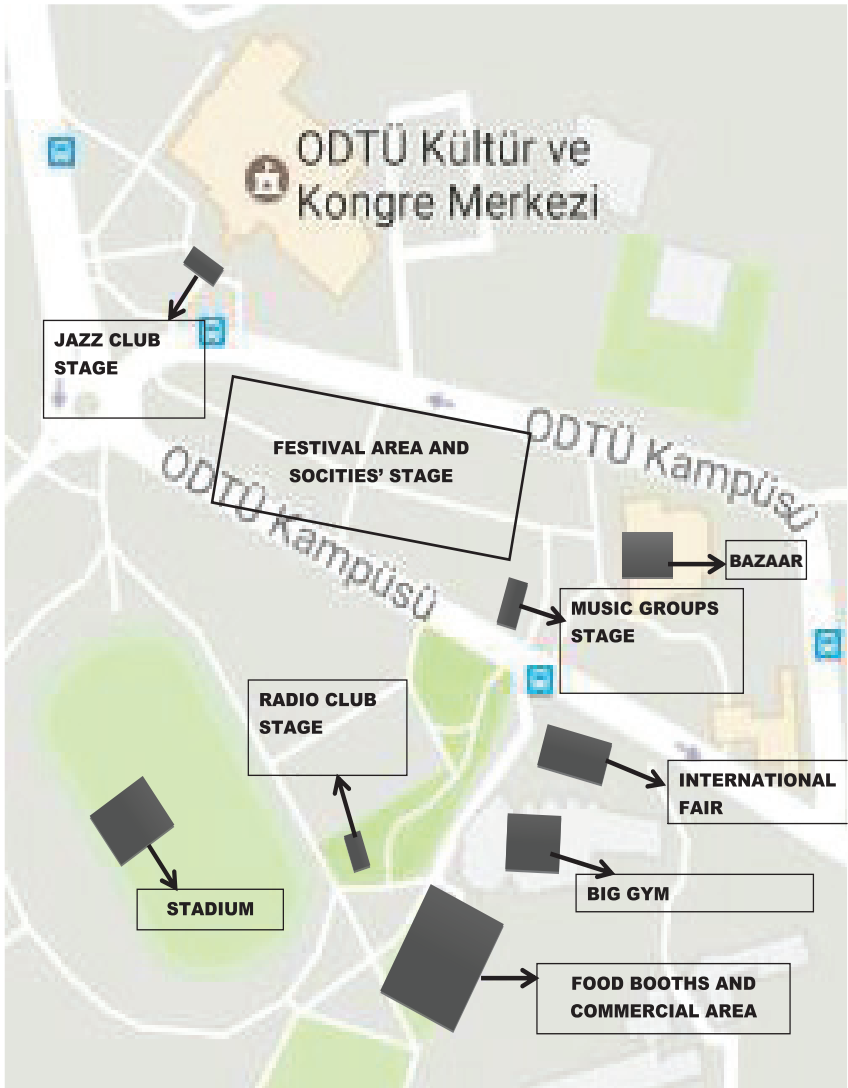 ODTÜ Kültür ve
Kongre Merkezi
JAZZ CLUB
STAGE
FESTIVAL AREA AND
SOCITIES’ STAGE
ODTÜ Kampüsü
ODTÜ Kampüsü
BAZAAR
MUSIC GROUPS
STAGE
RADIO CLUB
STAGE
INTERNATIONAL
FAIR
BIG GYM
STADIUM
FOOD BOOTHS AND
COMMERCIAL AREA